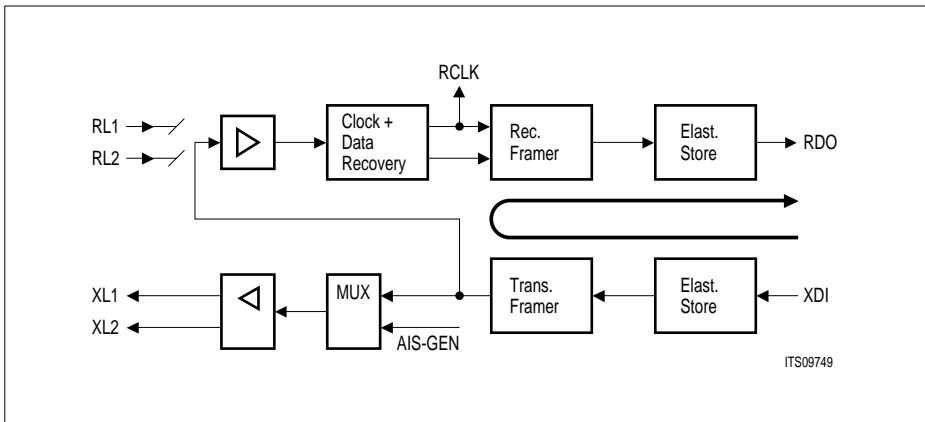 RCLK
RL1
RL2
Clock +
Data
Recovery
Rec.
Framer
Elast.
Store
RDO
XL1
XL2
MUX
AIS-GEN
Trans.
Framer
Elast.
Store
XDI
ITS09749